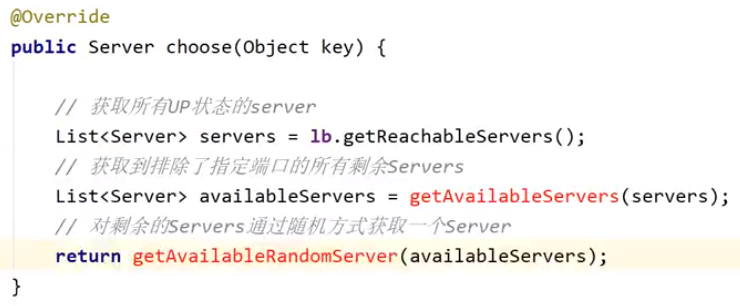 @Override
public Server choose(Object key) {
// 获取所有UP状态的server
List<Server> servers = lb.getReachableServers();
// 获取到排除了指定端口的所有剩余Servers
List<Server> availableServers = getAvailableServers(servers);
// 对剩余的Servers通过随机方式获取一个Server
return getAvailableRandomServer(availableServers);
}